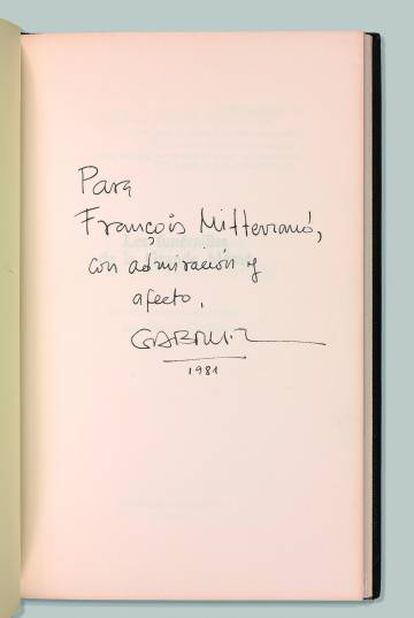 Para
François Mitterrand,
con admiración y
afecto.
GABRIEL
1981